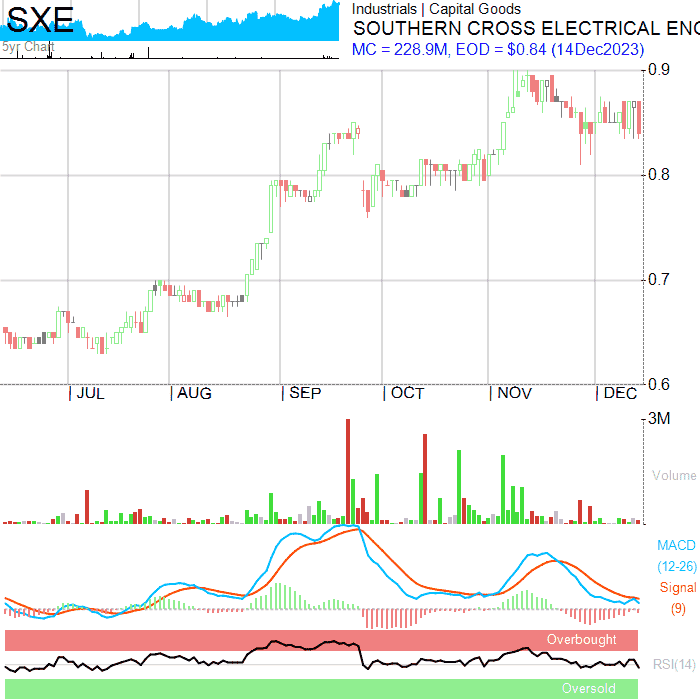 SXE
5yr Chart
Industrials | Capital Goods
SOUTHERN CROSS ELECTRICAL ENG
MC = 228.9M, EOD = $0.84 (14Dec2023)
0.9
0.8
0.7
0.6
JUL AUG SEP OCT NOV DEC
3M
Volume
MACD
(12-26)
Signal
(9)
Overbought
RSI(14)
Oversold